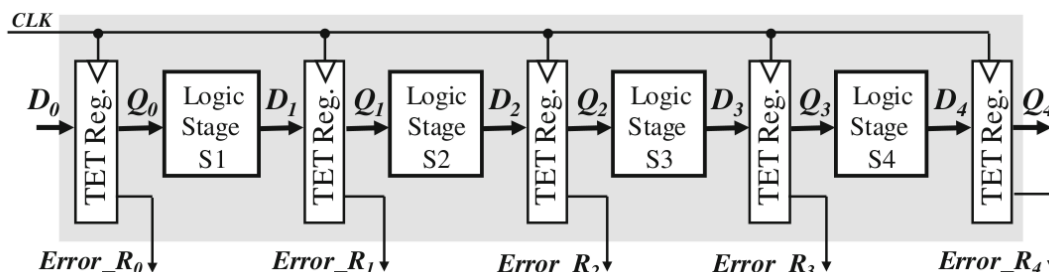 CLK
D0 TET Reg. Q0 Logic Stage S1 D1 TET Reg. Q1 Logic Stage S2 D2 TET Reg. Q2 Logic Stage S3 D3 TET Reg. Q3 Logic Stage S4 D4 TET Reg. Q4
Error_R0 Error_R1 Error_R2 Error_R3 Error_R4